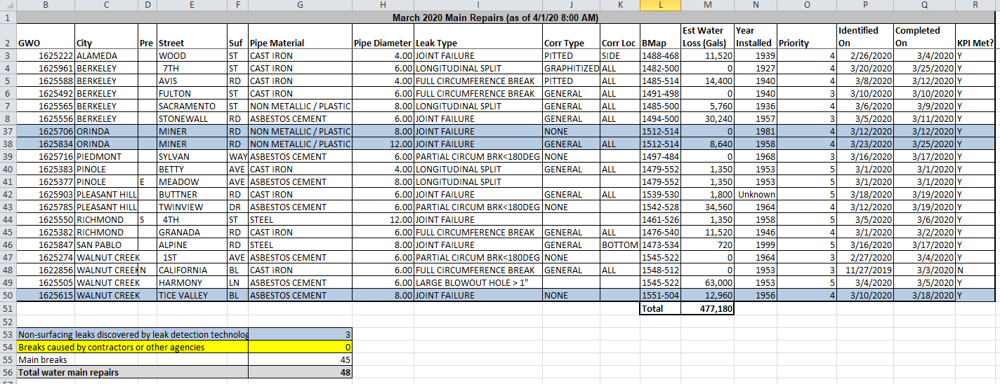 B C D E F G H I J K L M N O P Q R
1 March 2020 Main Repairs (as of 4/1/20 8:00 AM)
Est Water Year Identified Completed
2 GWO City Pre Street Suf Pipe Material Pipe Diameter Leak Type Corr Type Corr Loc BMap Loss (Gals) Installed Priority On On KPI Met?
3 1625222 ALAMEDA WOOD ST CAST IRON 4.00 JOINT FAILURE PITTED SIDE 1488-468 11,520 1939 4 2/26/2020 3/4/2020 Y
4 1625961 BERKELEY 7TH ST CAST IRON 6.00 LONGITUDINAL SPLIT GRAPHITIZED ALL 1482-500 0 1927 4 3/20/2020 3/25/2020 Y
5 1625588 BERKELEY AVIS RD CAST IRON 4.00 FULL CIRCUMFERENCE BREAK PITTED ALL 1485-514 14,400 1940 4 3/8/2020 3/12/2020 Y
6 1625492 BERKELEY FULTON ST CAST IRON 6.00 FULL CIRCUMFERENCE BREAK GENERAL ALL 1491-498 0 1940 3 3/10/2020 3/10/2020 Y
7 1625565 BERKELEY SACRAMENTO ST NON METALLIC / PLASTIC 8.00 LONGITUDINAL SPLIT GENERAL ALL 1485-500 5,760 1936 4 3/6/2020 3/9/2020 Y
8 1625556 BERKELEY STONEWALL RD ASBESTOS CEMENT 6.00 JOINT FAILURE GENERAL ALL 1494-500 30,240 1957 3 3/5/2020 3/11/2020 Y
37 1625706 ORINDA MINER RD NON METALLIC / PLASTIC 8.00 JOINT FAILURE NONE 1512-514 0 1981 4 3/12/2020 3/12/2020 Y
38 1625834 ORINDA MINER RD NON METALLIC / PLASTIC 12.00 JOINT FAILURE GENERAL ALL 1512-514 8,640 1958 4 3/23/2020 3/25/2020 Y
39 1625716 PIEDMONT SYLVAN WAY ASBESTOS CEMENT 6.00 PARTIAL CIRCUM BRK<180DEG NONE 1497-484 0 1968 3 3/16/2020 3/17/2020 Y
40 1625383 PINOLE BETTY AVE CAST IRON 4.00 LONGITUDINAL SPLIT GENERAL ALL 1479-552 1,350 1953 5 3/1/2020 3/1/2020 Y
41 1625377 PINOLE E MEADOW AVE ASBESTOS CEMENT 8.00 LONGITUDINAL SPLIT 1479-552 1,350 1953 5 3/1/2020 3/1/2020 Y
42 1625903 PLEASANT HILL BUTTNER RD CAST IRON 6.00 JOINT FAILURE GENERAL ALL 1539-530 1,800 Unknown 5 3/18/2020 3/19/2020 Y
43 1625785 PLEASANT HILL TWINVIEW DR ASBESTOS CEMENT 6.00 PARTIAL CIRCUM BRK<180DEG NONE 1542-528 34,560 1964 4 3/12/2020 3/19/2020 Y
44 1625550 RICHMOND S 4TH ST STEEL 12.00 JOINT FAILURE 1461-526 1,350 1958 5 3/5/2020 3/6/2020 Y
45 1625382 RICHMOND GRANADA RD CAST IRON 6.00 FULL CIRCUMFERENCE BREAK GENERAL ALL 1476-540 11,520 1946 4 3/1/2020 3/2/2020 Y
46 1625847 SAN PABLO ALPINE RD STEEL 8.00 JOINT FAILURE GENERAL BOTTOM 1473-534 720 1999 5 3/16/2020 3/17/2020 Y
47 1625274 WALNUT CREEK 1ST AVE ASBESTOS CEMENT 6.00 PARTIAL CIRCUM BRK<180DEG NONE 1545-522 0 1964 3 2/27/2020 3/4/2020 Y
48 1622856 WALNUT CREEK N CALIFORNIA BL CAST IRON 6.00 FULL CIRCUMFERENCE BREAK GENERAL ALL 1548-512 0 1953 3 11/27/2019 3/3/2020 N
49 1625505 WALNUT CREEK HARMONY LN ASBESTOS CEMENT 6.00 LARGE BLOWOUT HOLE > 1" 1545-522 63,000 1953 5 3/4/2020 3/5/2020 Y
50 1625615 WALNUT CREEK TICE VALLEY BL ASBESTOS CEMENT 8.00 JOINT FAILURE NONE 1551-504 12,960 1956 4 3/10/2020 3/18/2020 Y
51 Total 477,180
52
53 Non-surfacing leaks discovered by leak detection technolog 3
54 Breaks caused by contractors or other agencies 0
55 Main breaks 45
56 Total water main repairs 48